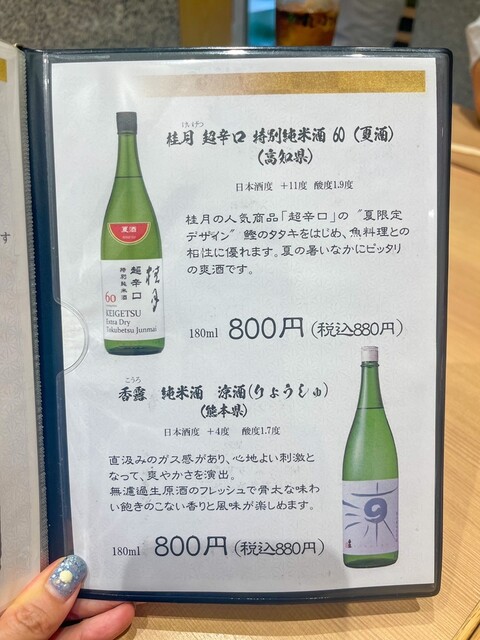 けいげつ
桂月 超辛口 特別純米酒 60 (夏酒)
(高知県)
日本酒度 +11度 酸度1.9度
桂月の人気商品「超辛口」の〝夏限定
デザイン〟鰹のタタキをはじめ、魚料理との
相性に優れます。夏の暑いなかにピッタリ
の爽酒です。
180ml 800円(税込880円)
夏酒
桂月
超辛口
特別純米酒
60
KEIGETSU
Extra Dry
Tokubetsu Junmai
こうろ
香露 純米酒 涼酒(りょうしゅ)
(熊本県)
日本酒度 +4度 酸度1.7度
直汲みのガス感があり、心地よい刺激と
なって、爽やかさを演出。
無濾過生原酒のフレッシュで骨太な味わ
い飽きのこない香りと風味が楽しめます。
180ml 800円(税込880円)
す